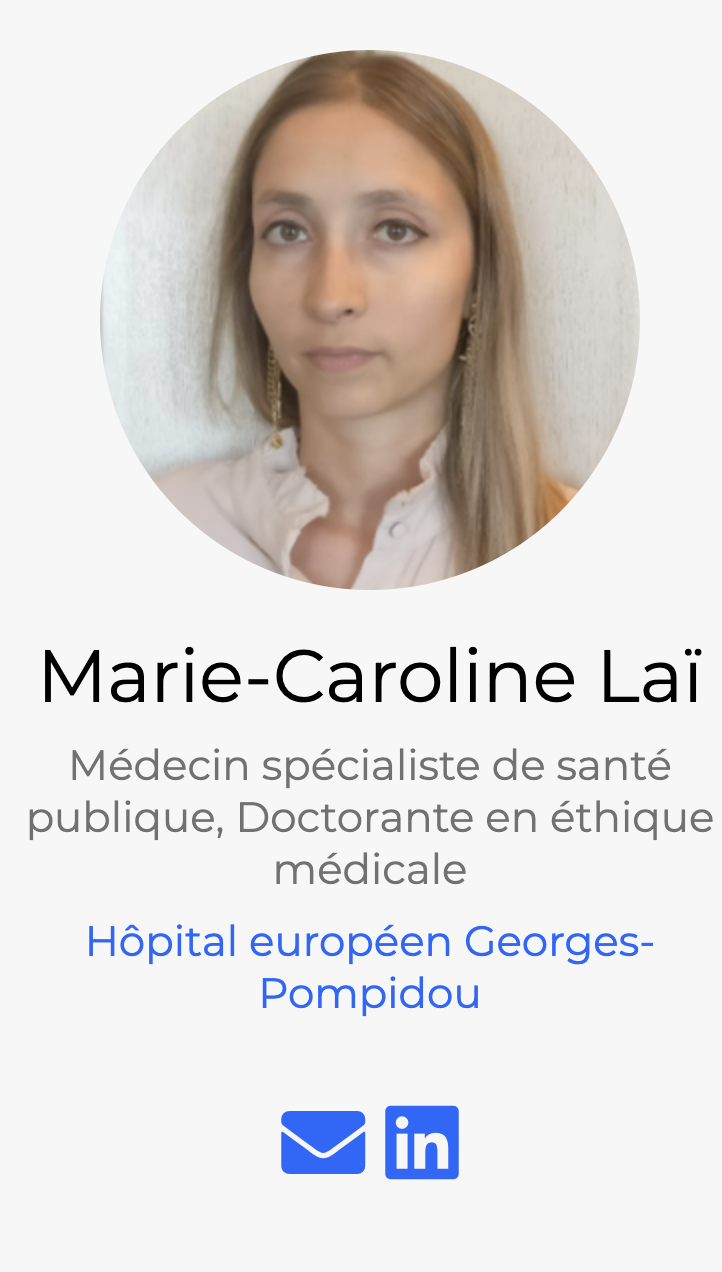 Marie-Caroline Laï
Médecin spécialiste de santé
publique, Doctorante en éthique
médicale
Hôpital européen Georges-
Pompidou
in